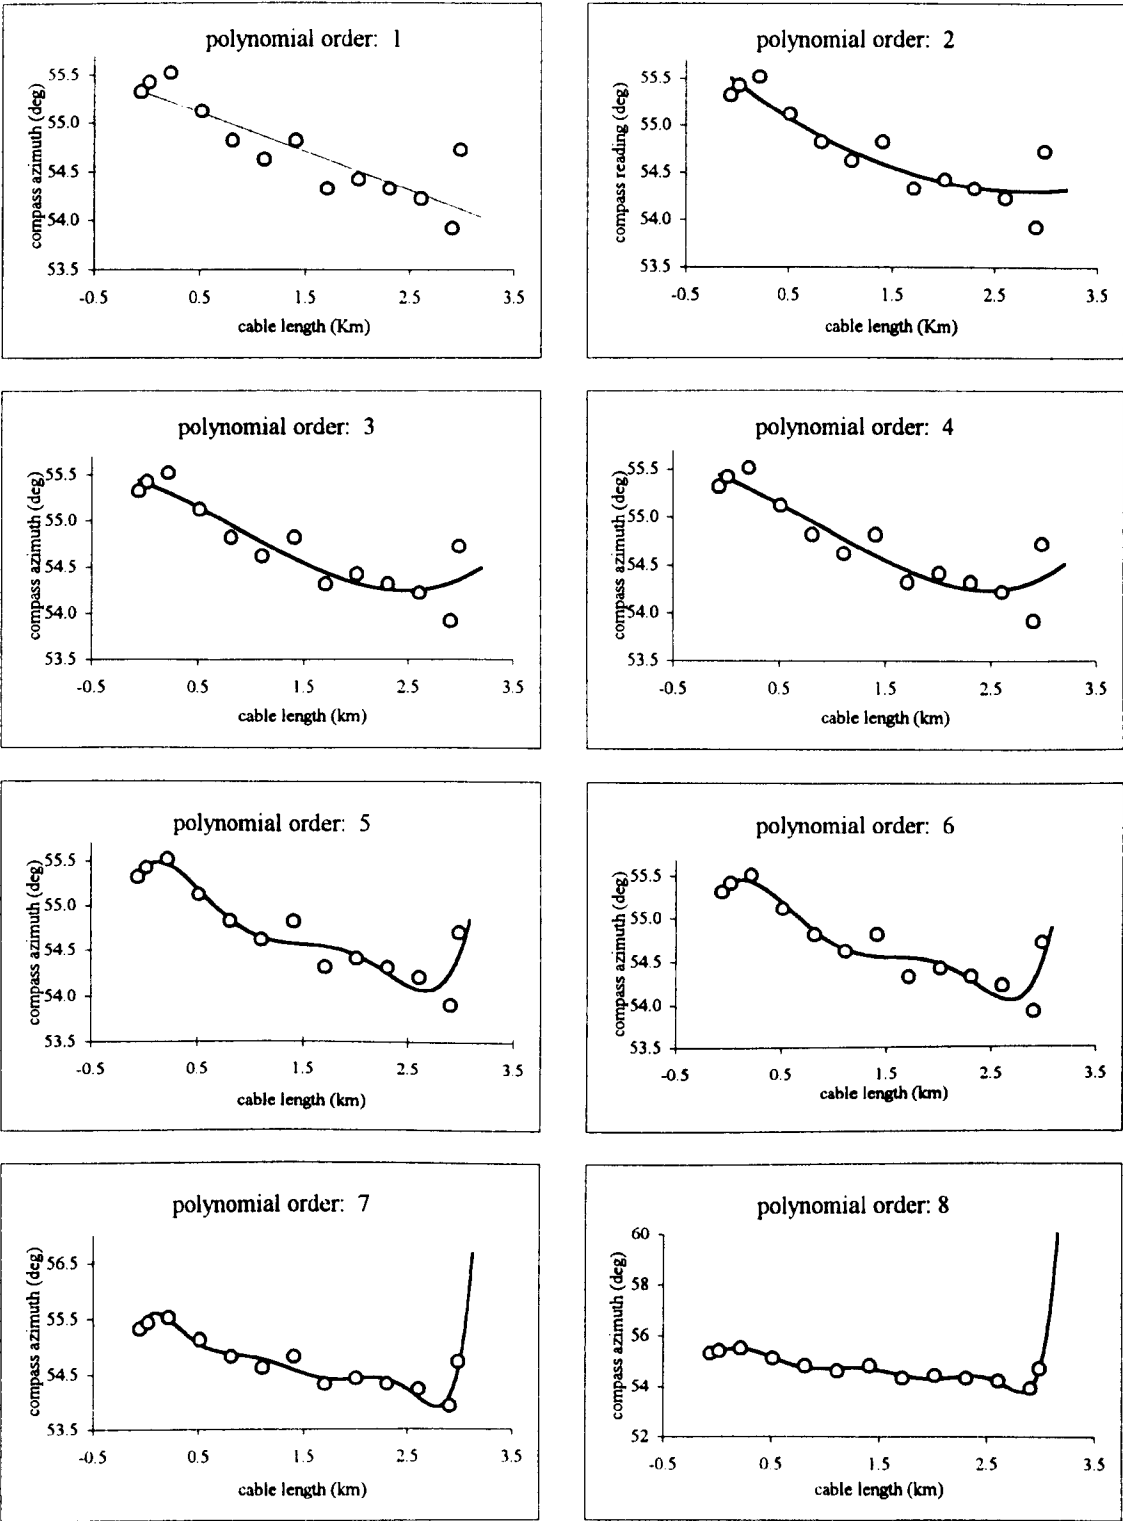 polynomial order: 1
compass azimuth (deg)
55.5
55.0
54.5
54.0
53.5
-0.5 0.5 1.5 2.5 3.5
cable length (Km)
polynomial order: 2
compass reading (deg)
55.5
55.0
54.5
54.0
53.5
-0.5 0.5 1.5 2.5 3.5
cable length (Km)
polynomial order: 3
compass azimuth (deg)
55.5
55.0
54.5
54.0
53.5
-0.5 0.5 1.5 2.5 3.5
cable length (km)
polynomial order: 4
compass azimuth (deg)
55.5
55.0
54.5
54.0
53.5
-0.5 0.5 1.5 2.5 3.5
cable length (km)
polynomial order: 5
compass azimuth (deg)
55.5
55.0
54.5
54.0
53.5
-0.5 0.5 1.5 2.5 3.5
cable length (km)
polynomial order: 6
compass azimuth (deg)
55.5
55.0
54.5
54.0
53.5
-0.5 0.5 1.5 2.5 3.5
cable length (km)
polynomial order: 7
compass azimuth (deg)
56.5
55.5
54.5
53.5
-0.5 0.5 1.5 2.5 3.5
cable length (km)
polynomial order: 8
compass azimuth (deg)
60
58
56
54
52
-0.5 0.5 1.5 2.5 3.5
cable length (km)